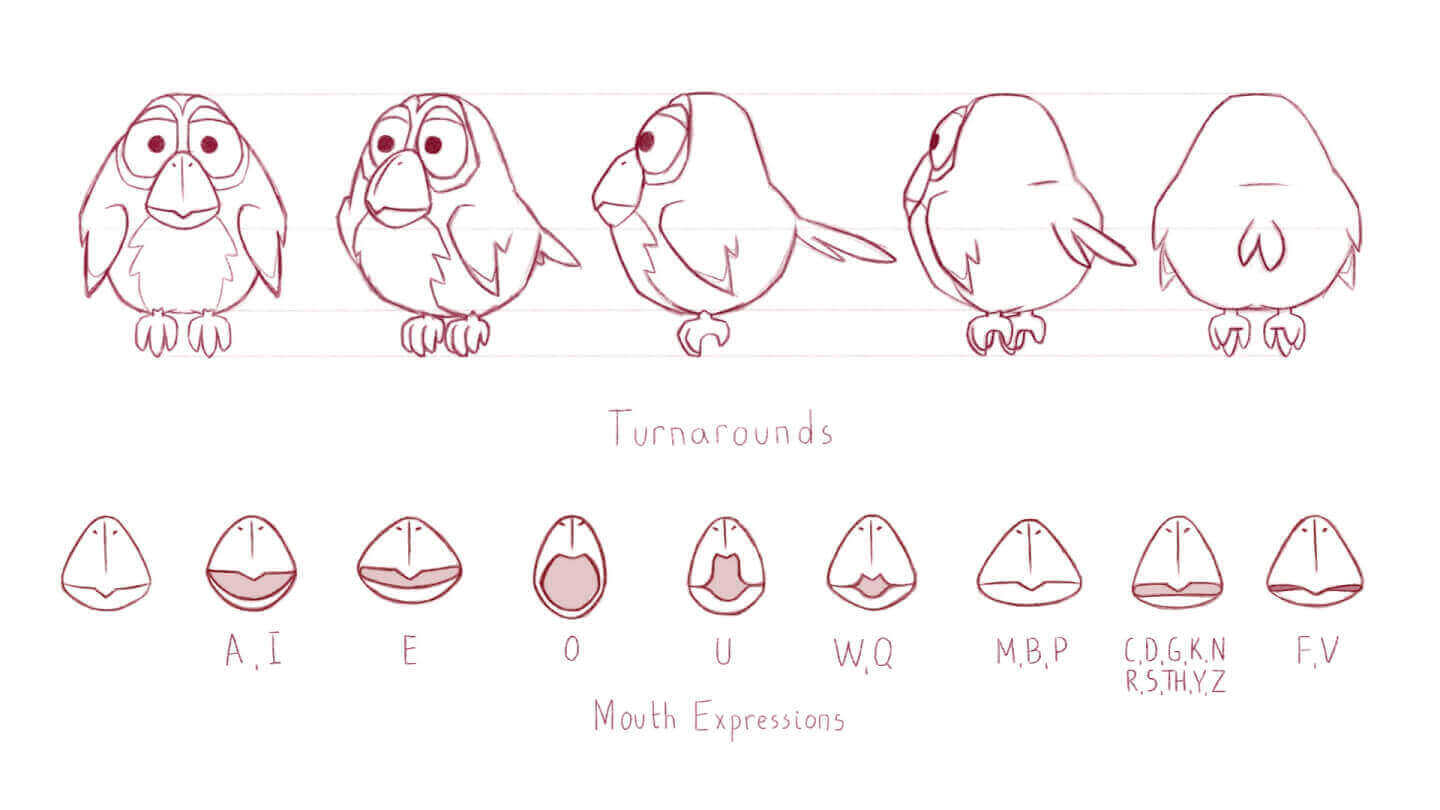 Turnarounds
A, I
E
O
U
W, Q
M, B, P
C, D, G, K, N
R, S, TH, Y, Z
F, V
Mouth Expressions